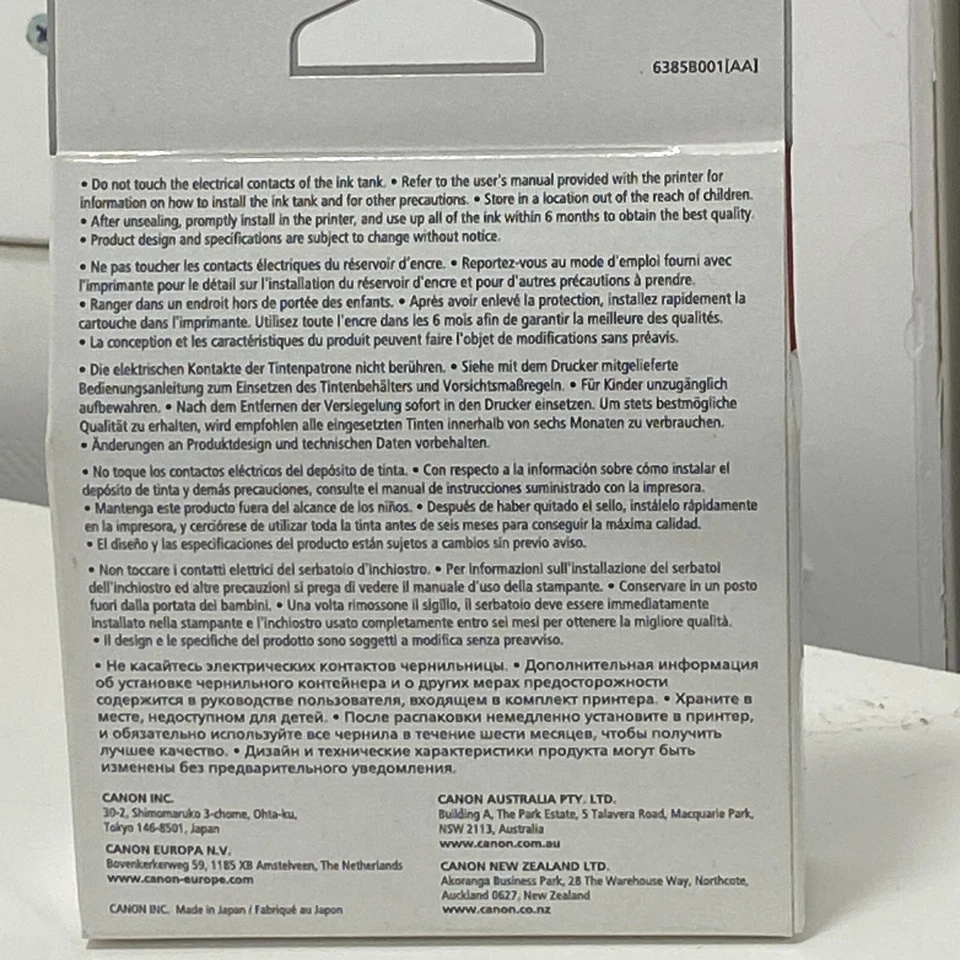 6385B001[AA]
• Do not touch the electrical contacts of the ink tank. • Refer to the user's manual provided with the printer for
information on how to install the ink tank and for other precautions. • Store in a location out of the reach of children.
• After unsealing, promptly install in the printer, and use up all of the ink within 6 months to obtain the best quality.
• Product design and specifications are subject to change without notice.
• Ne pas toucher les contacts électriques du réservoir d'encre. • Reportez-vous au mode d'emploi fourni avec
l'imprimante pour le détail sur l'installation du réservoir d'encre et pour d'autres précautions à prendre.
• Ranger dans un endroit hors de portée des enfants. • Après avoir enlevé la protection, installez rapidement la
cartouche dans l'imprimante. Utilisez toute l'encre dans les 6 mois afin de garantir la meilleure des qualités.
• La conception et les caractéristiques du produit peuvent faire l'objet de modifications sans préavis.
• Die elektrischen Kontakte der Tintenpatrone nicht berühren. • Siehe mit dem Drucker mitgelieferte
Bedienungsanleitung zum Einsetzen des Tintenbehälters und Vorsichtsmaßregeln. • Für Kinder unzugänglich
aufbewahren. • Nach dem Entfernen der Versiegelung sofort in den Drucker einsetzen. Um stets bestmögliche
Qualität zu erhalten, wird empfohlen alle eingesetzten Tinten innerhalb von sechs Monaten zu verbrauchen.
• Änderungen an Produktdesign und technischen Daten vorbehalten.
• No toque los contactos eléctricos del depósito de tinta. • Con respecto a la información sobre cómo instalar el
depósito de tinta y demás precauciones, consulte el manual de instrucciones suministrado con la impresora.
• Mantenga este producto fuera del alcance de los niños. • Después de haber quitado el sello, instálelo rápidamente
en la impresora, y cerciórese de utilizar toda la tinta antes de seis meses para conseguir la máxima calidad.
• El diseño y las especificaciones del producto están sujetos a cambios sin previo aviso.
• Non toccare i contatti elettrici del serbatoio d'inchiostro. • Per informazioni sull'installazione del serbatoi
dell'inchiostro ed altre precauzioni si prega di vedere il manuale d'uso della stampante. • Conservare in un posto
fuori dalla portata dei bambini. • Una volta rimossone il sigillo, il serbatoio deve essere immediatamente
installato nella stampante e l'inchiostro usato completamente entro sei mesi per ottenere la migliore qualità.
• Il design e le specifiche del prodotto sono soggetti a modifica senza preavviso.
• Не касайтесь электрических контактов чернильницы. • Дополнительная информация
об установке чернильного контейнера и о других мерах предосторожности
содержится в руководстве пользователя, входящем в комплект принтера. • Храните в
месте, недоступном для детей. • После распаковки немедленно установите в принтер,
и обязательно используйте все чернила в течение шести месяцев, чтобы получить
лучшее качество. • Дизайн и технические характеристики продукта могут быть
изменены без предварительного уведомления.
CANON INC.
30-2, Shimomaruko 3-chome, Ohta-ku,
Tokyo 146-8501, Japan
CANON EUROPA N.V.
Bovenkerkerweg 59, 1185 XB Amstelveen, The Netherlands
www.canon-europe.com
CANON INC. Made in Japan / Fabriqué au Japon
CANON AUSTRALIA PTY. LTD.
Building A, The Park Estate, 5 Talavera Road, Macquarie Park,
NSW 2113, Australia
www.canon.com.au
CANON NEW ZEALAND LTD.
Akoranga Business Park, 28 The Warehouse Way, Northcote,
Auckland 0627, New Zealand
www.canon.co.nz